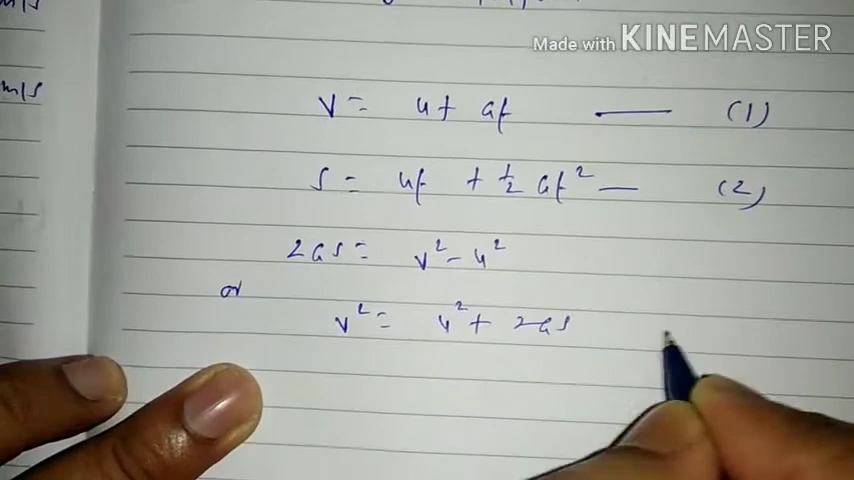 m/s
Made with KINEMASTER
m/s
v = u + at — (1)
s = ut + 1/2 at² — (2)
2as = v² - u²
or
v² = u² + 2as